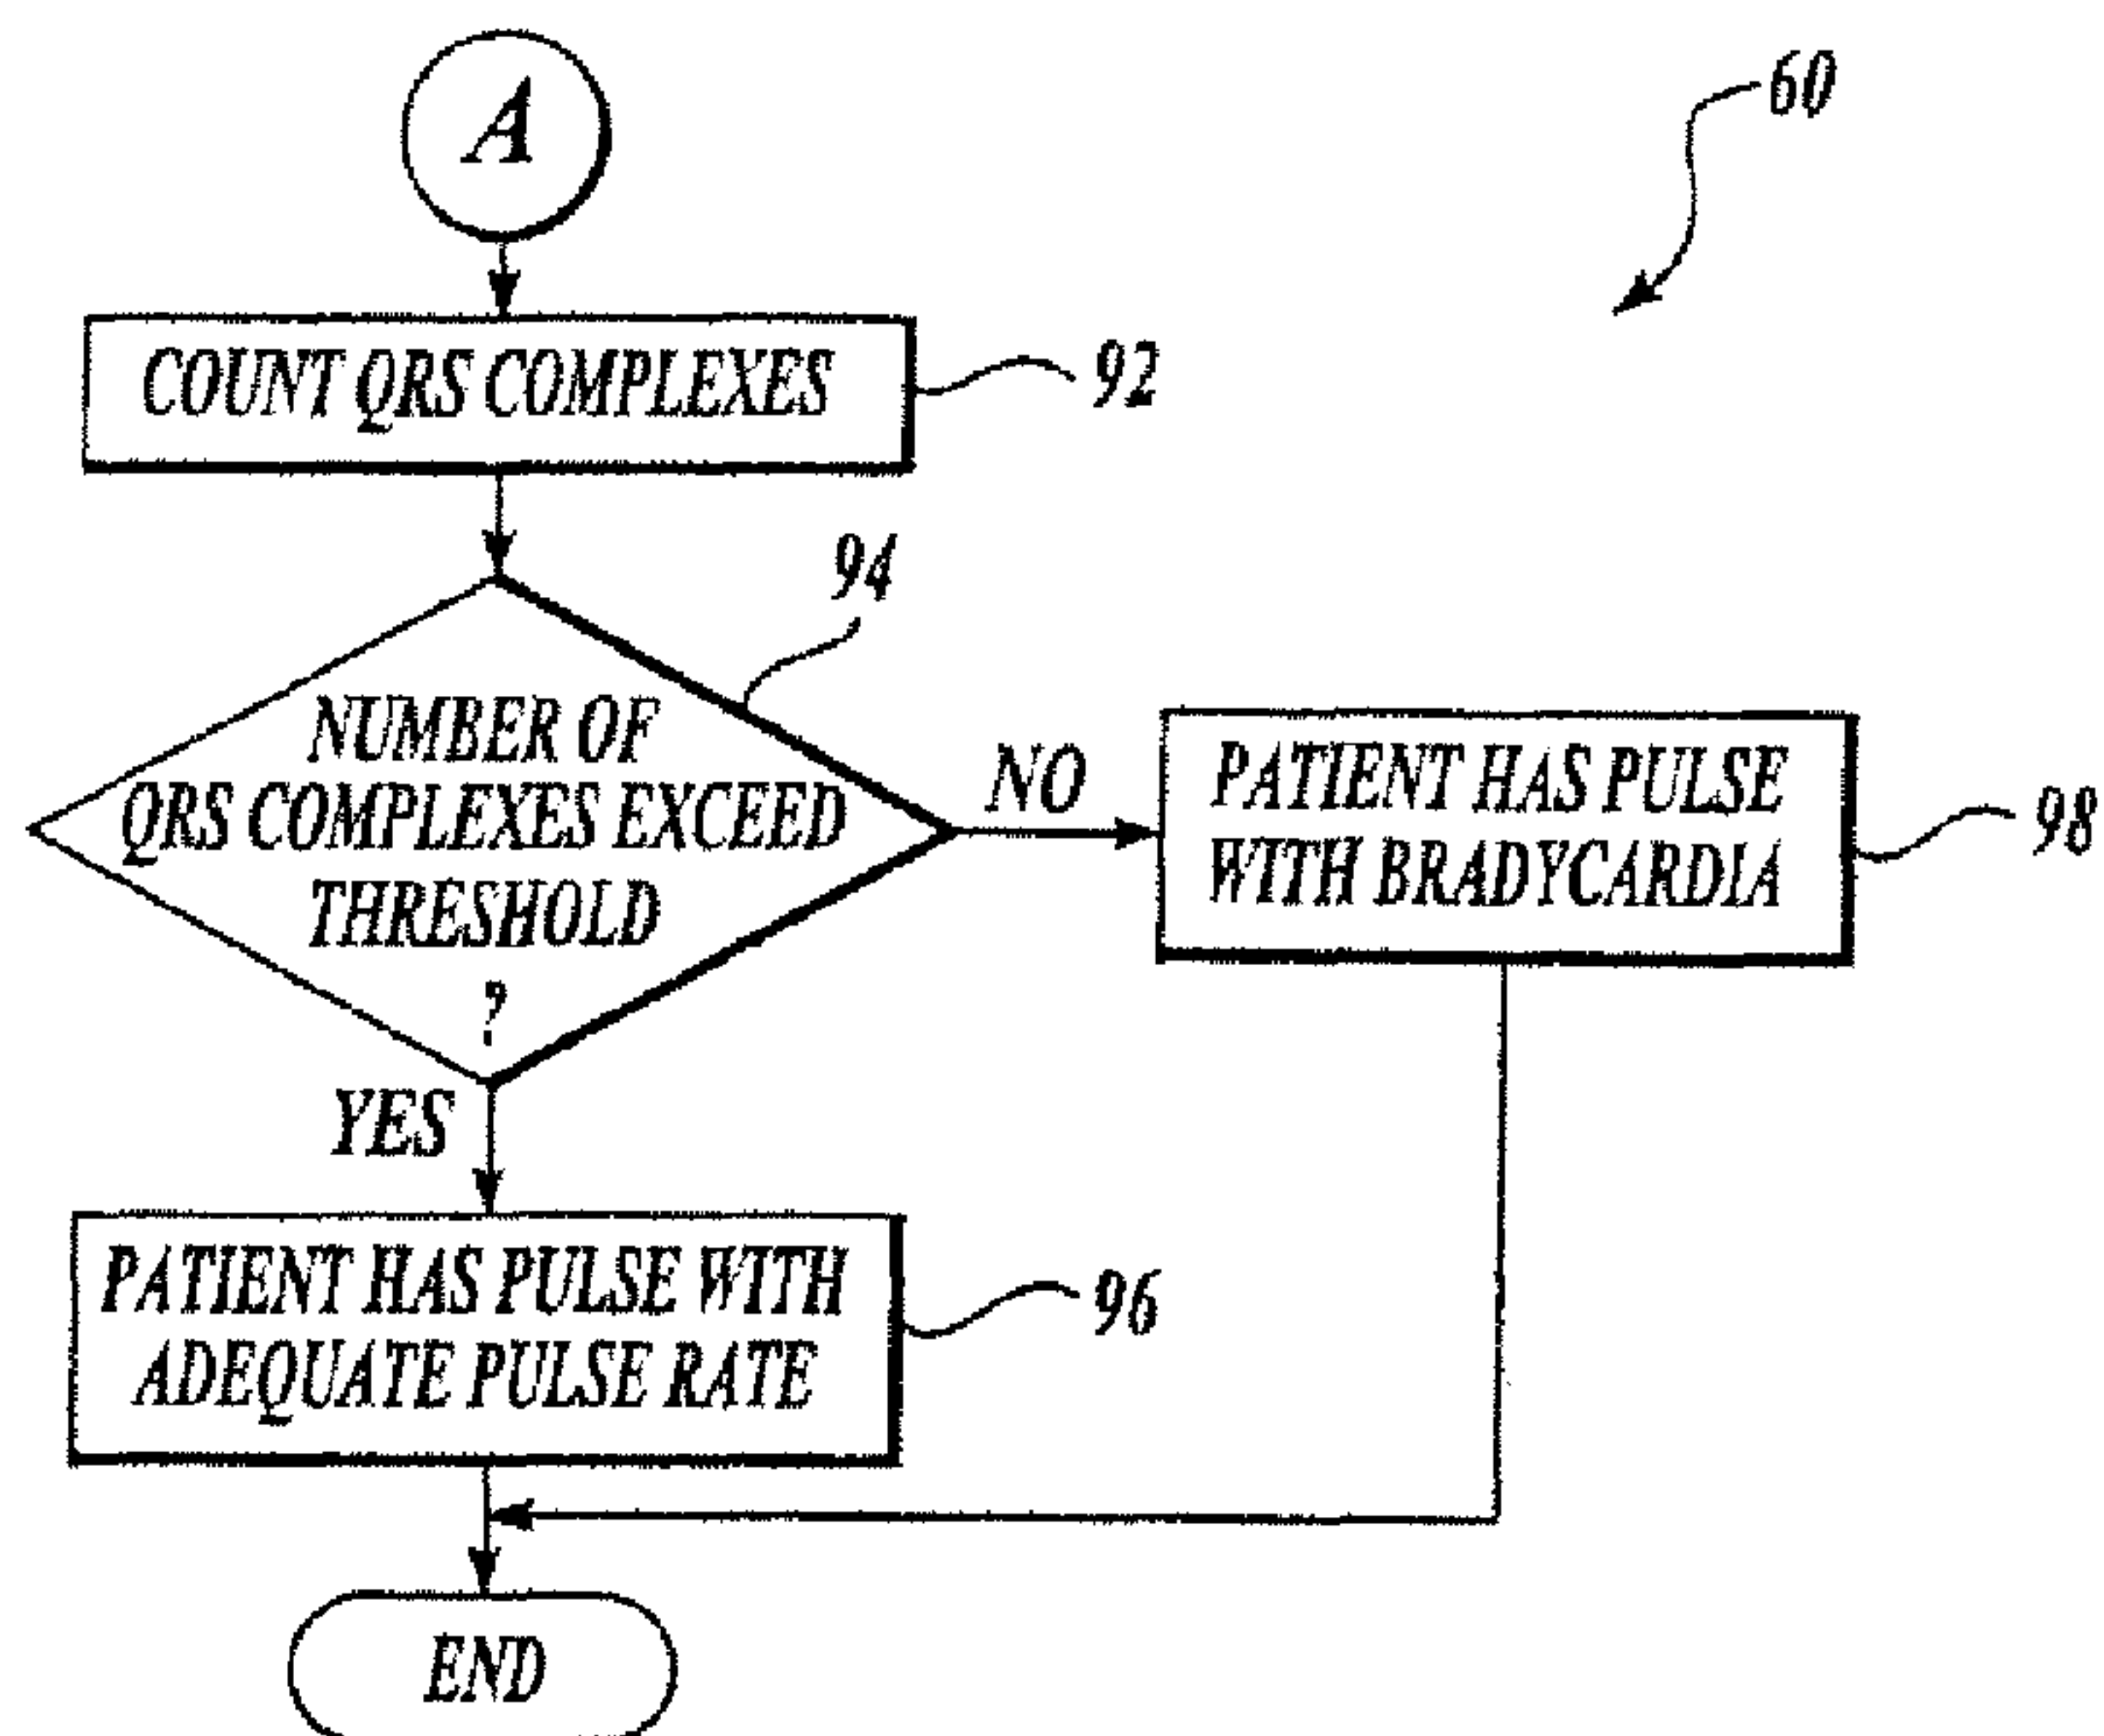 A
60
COUNT QRS COMPLEXES
92
94
NUMBER OF
QRS COMPLEXES EXCEED
THRESHOLD
?
NO
PATIENT HAS PULSE
WITH BRADYCARDIA
98
YES
PATIENT HAS PULSE WITH
ADEQUATE PULSE RATE
96
END